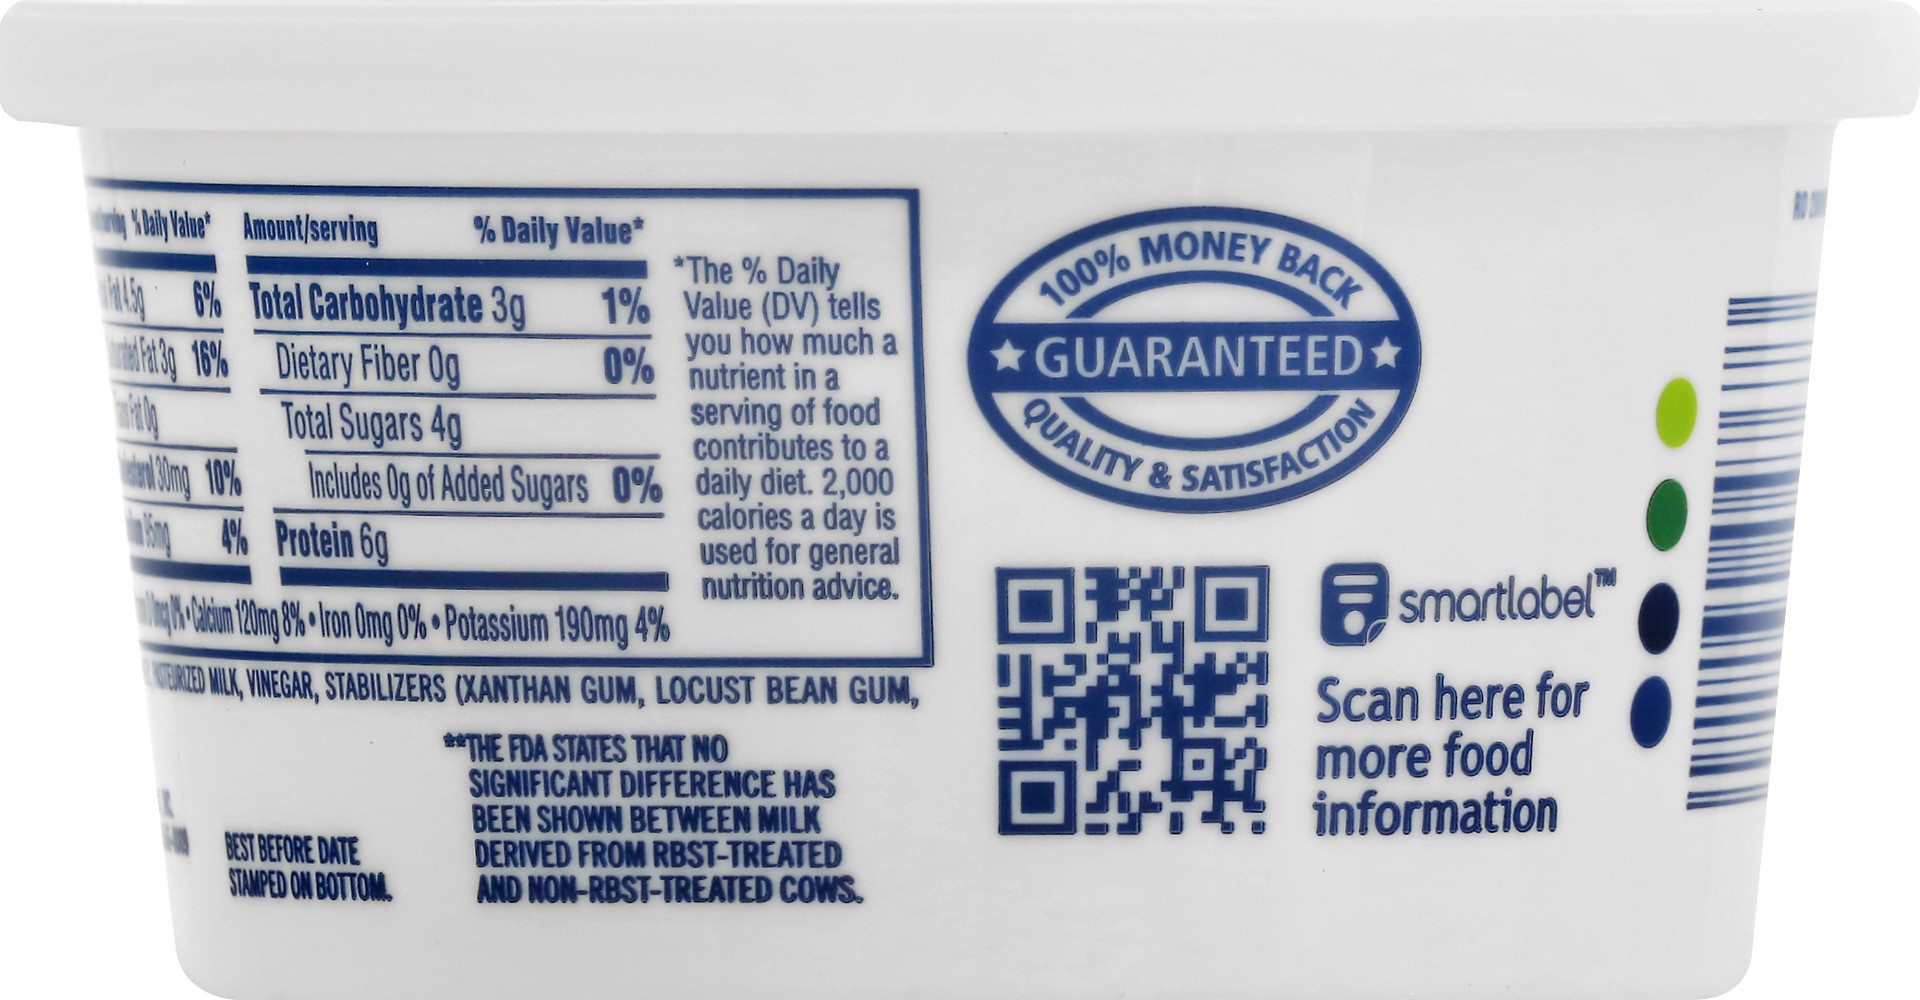 % Daily Value*
Amount/serving % Daily Value*
Fat 4.5g 6%
Fat 3g 16%
Fat 0g
30mg 10%
95mg 4%
Total Carbohydrate 3g 1%
Dietary Fiber 0g 0%
Total Sugars 4g
Includes 0g of Added Sugars 0%
Protein 6g
0% • Calcium 120mg 8% • Iron 0mg 0% • Potassium 190mg 4%
*The % Daily
Value (DV) tells
you how much a
nutrient in a
serving of food
contributes to a
daily diet. 2,000
calories a day is
used for general
nutrition advice.
MILK, VINEGAR, STABILIZERS (XANTHAN GUM, LOCUST BEAN GUM,
BEST BEFORE DATE
STAMPED ON BOTTOM.
**THE FDA STATES THAT NO
SIGNIFICANT DIFFERENCE HAS
BEEN SHOWN BETWEEN MILK
DERIVED FROM RBST-TREATED
AND NON-RBST-TREATED COWS.
100% MONEY BACK
GUARANTEED
QUALITY & SATISFACTION
smartlabel™
Scan here for
more food
information